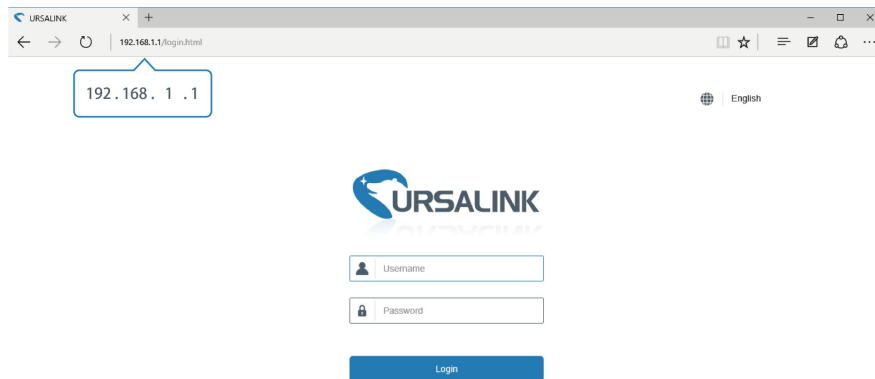 URSALINK
192.168.1.1/login.html
192.168. 1 .1
English
URSALINK
Username
Password
Login